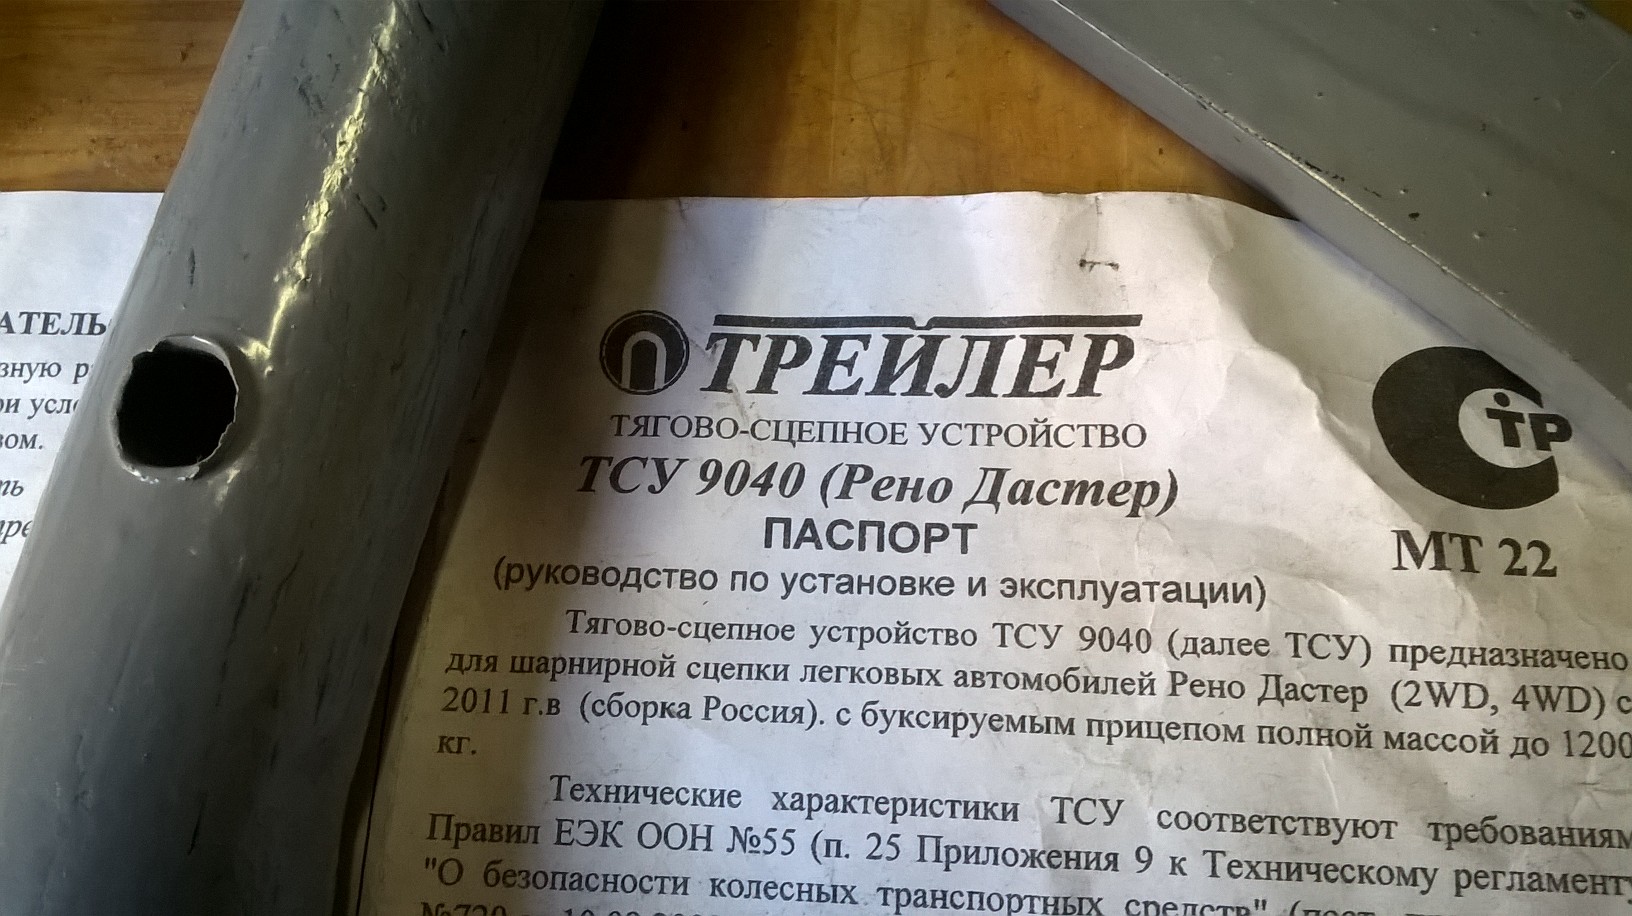 АТЕЛЬ
ТРЕЙЛЕР
ТЯГОВО-СЦЕПНОЕ УСТРОЙСТВО
ТСУ 9040 (Рено Дастер)
ПАСПОРТ
(руководство по установке и эксплуатации)
Тягово-сцепное устройство ТСУ 9040 (далее ТСУ) предназначено
для шарнирной сцепки легковых автомобилей Рено Дастер (2WD, 4WD) с
2011 г.в (сборка Россия). с буксируемым прицепом полной массой до 1200
кг.
Технические характеристики ТСУ соответствуют требованиям
Правил ЕЭК ООН №55 (п. 25 Приложения 9 к Техническому регламенту
"О безопасности колесных транспортных средств"
СТР
МТ 22